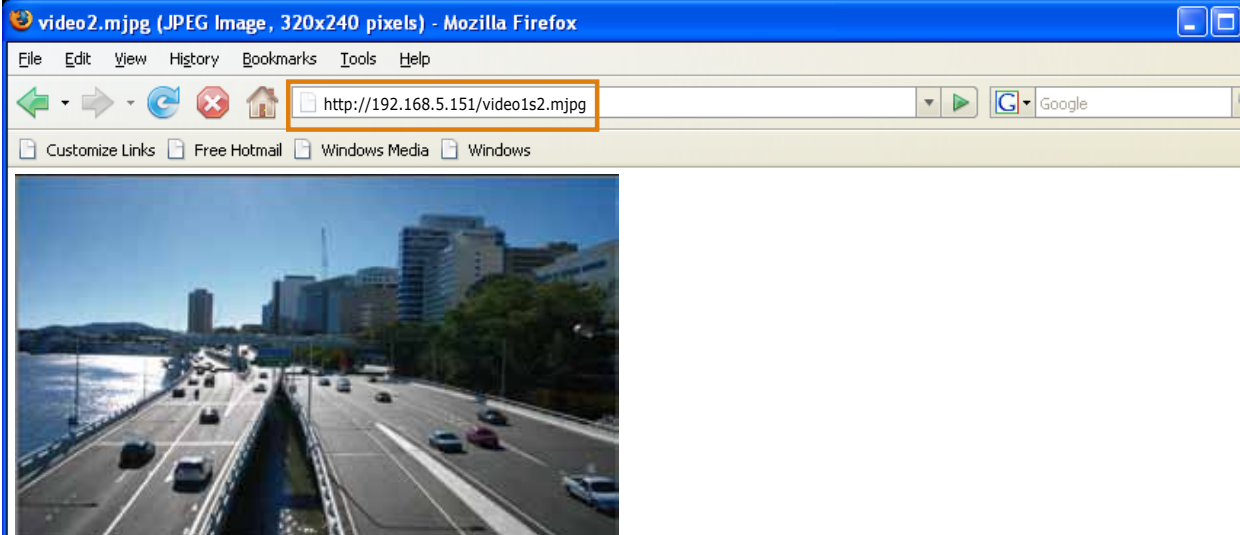 video2.mjpg (JPEG Image, 320x240 pixels) - Mozilla Firefox
File Edit View History Bookmarks Tools Help
http://192.168.5.151/video1s2.mjpg G Google
Customize Links Free Hotmail Windows Media Windows